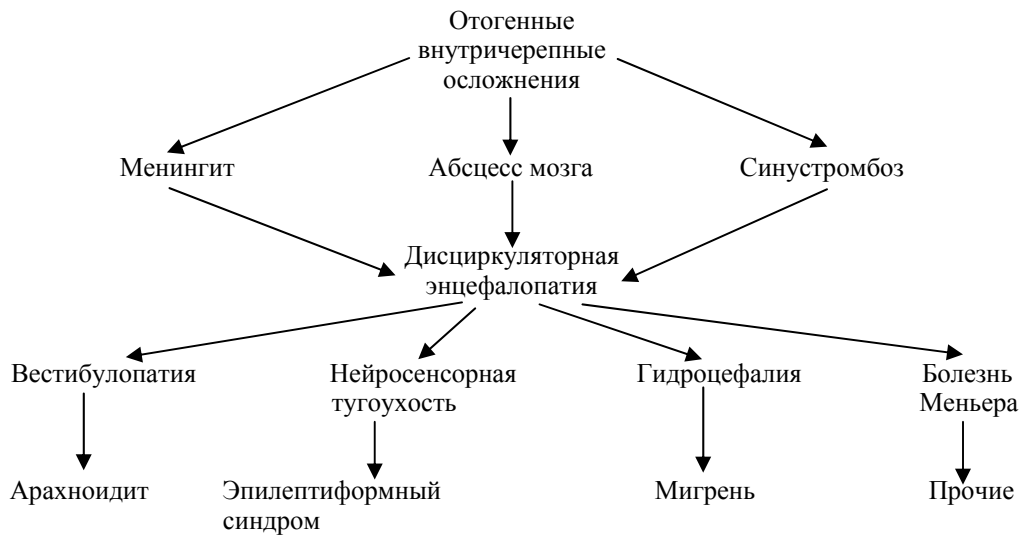 Отогенные
внутричерепные
осложнения
Менингит
Абсцесс мозга
Синустромбоз
Дисциркуляторная
энцефалопатия
Вестибулопатия
Нейросенсорная
тугоухость
Гидроцефалия
Болезнь
Меньера
Арахноидит
Эпилептиформный
синдром
Мигрень
Прочие